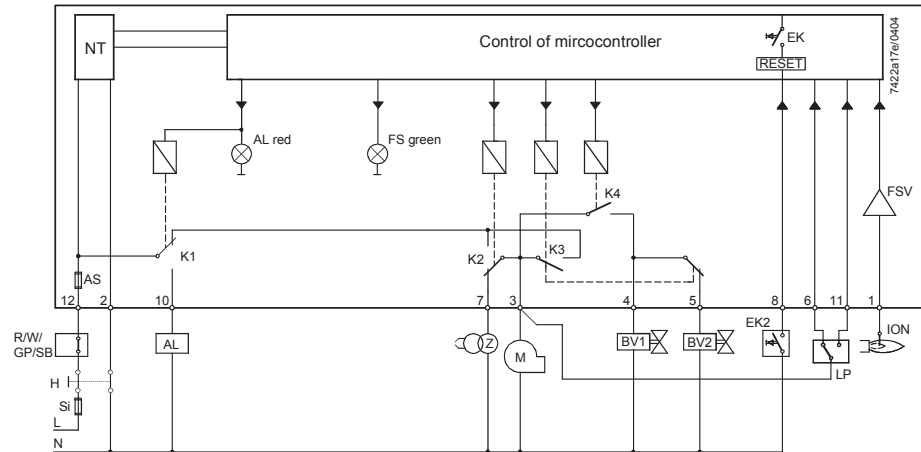 NT
Control of mircocontroller
EK
RESET
7422a17e/0404
AL red
FS green
FSV
K4
K1
K2
K3
AS
12
2
10
7
3
4
5
8
6
11
1
R/W/
GP/SB
AL
Z
M
BV1
BV2
EK2
LP
ION
H
Si
L
N